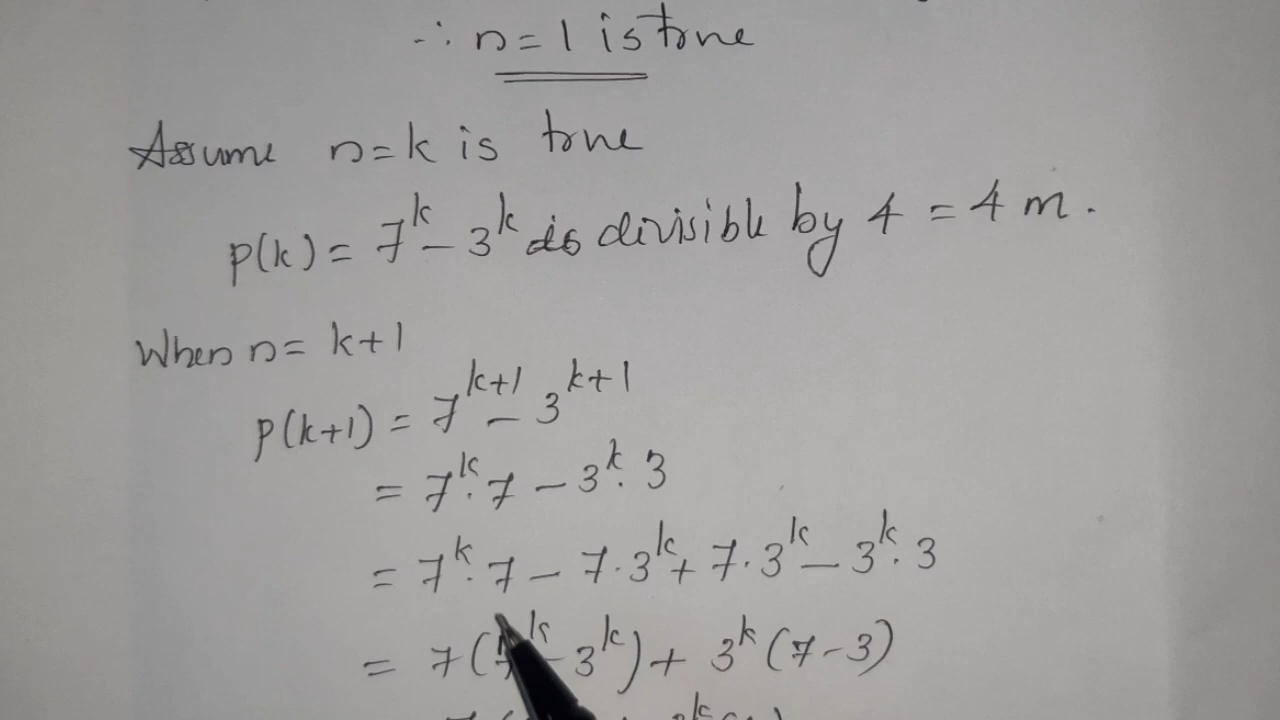 ∴ n=1 is true
Assume n=k is true
p(k) = 7^k - 3^k is divisible by 4 = 4m.
When n= k+1
p(k+1) = 7^{k+1} - 3^{k+1}
= 7^k.7 - 3^k.3
= 7^k.7 - 7.3^k + 7.3^k - 3^k.3
= 7(7^k - 3^k) + 3^k(7-3)